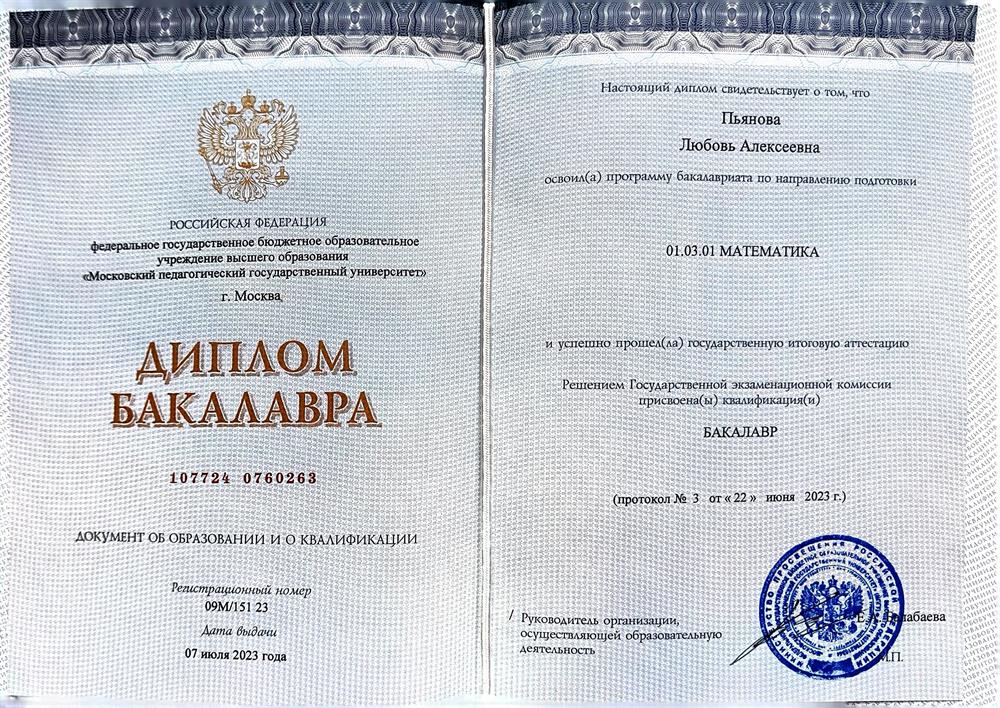 РОССИЙСКАЯ ФЕДЕРАЦИЯ
федеральное государственное бюджетное образовательное
учреждение высшего образования
«Московский педагогический государственный университет»
г. Москва
ДИПЛОМ
БАКАЛАВРА
107724 0760263
ДОКУМЕНТ ОБ ОБРАЗОВАНИИ И О КВАЛИФИКАЦИИ
Регистрационный номер
09М/151 23
Дата выдачи
07 июля 2023 года
Настоящий диплом свидетельствует о том, что
Пьянова
Любовь Алексеевна
освоил(а) программу бакалавриата по направлению подготовки
01.03.01 МАТЕМАТИКА
и успешно прошел(ла) государственную итоговую аттестацию
Решением Государственной экзаменационной комиссии
присвоена(ы) квалификация(и)
БАКАЛАВР
(протокол № 3 от « 22 » июня 2023 г.)
/ Руководитель организации,
осуществляющей образовательную
деятельность
М.П.
МИНИСТЕРСТВО ПРОСВЕЩЕНИЯ РОССИЙСКОЙ ФЕДЕРАЦИИ